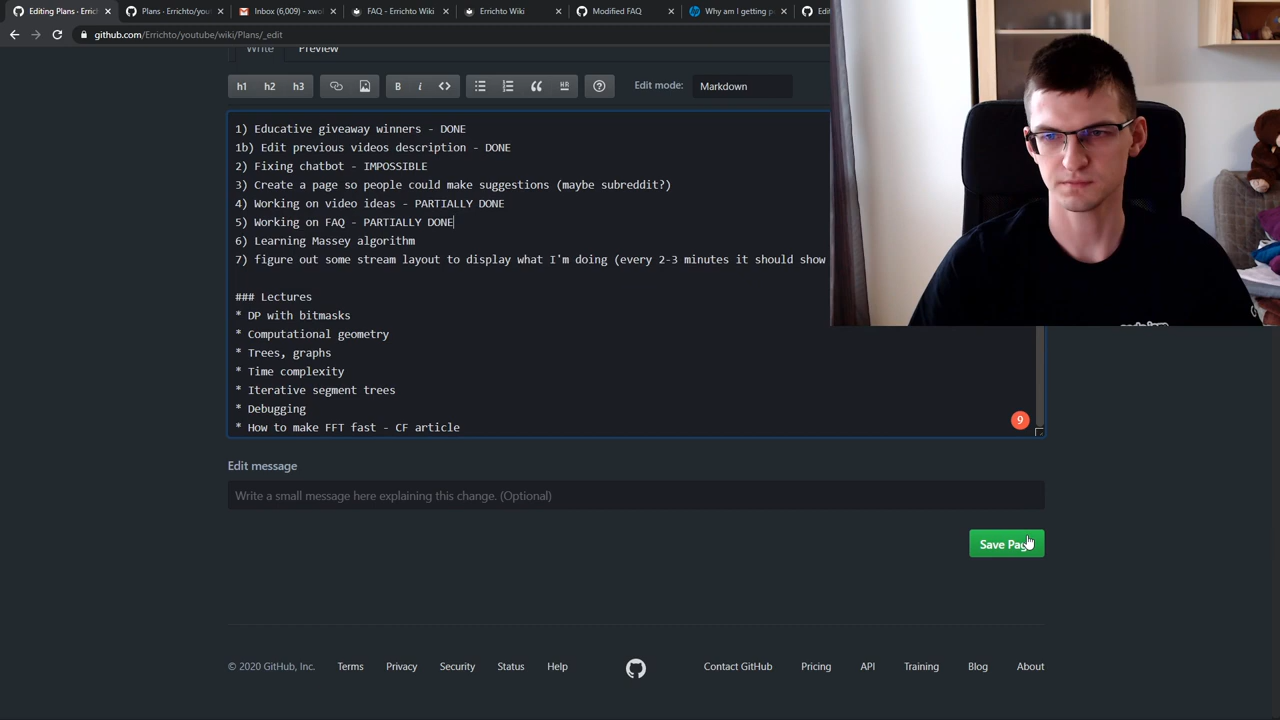 Editing Plans · Errich
Plans · Errichto/you
Inbox (6,009) - xwo
FAQ - Errichto Wiki
Errichto Wiki
Modified FAQ
Why am I getting p
github.com/Errichto/youtube/wiki/Plans/_edit
Write
Preview
h1 h2 h3
B i
Edit mode:
Markdown
1) Educative giveaway winners - DONE
1b) Edit previous videos description - DONE
2) Fixing chatbot - IMPOSSIBLE
3) Create a page so people could make suggestions (maybe subreddit?)
4) Working on video ideas - PARTIALLY DONE
5) Working on FAQ - PARTIALLY DONE
6) Learning Massey algorithm
7) figure out some stream layout to display what I'm doing (every 2-3 minutes it should show
### Lectures
* DP with bitmasks
* Computational geometry
* Trees, graphs
* Time complexity
* Iterative segment trees
* Debugging
* How to make FFT fast - CF article
9
Edit message
Write a small message here explaining this change. (Optional)
Save Pag
© 2020 GitHub, Inc.
Terms
Privacy
Security
Status
Help
Contact GitHub
Pricing
API
Training
Blog
About